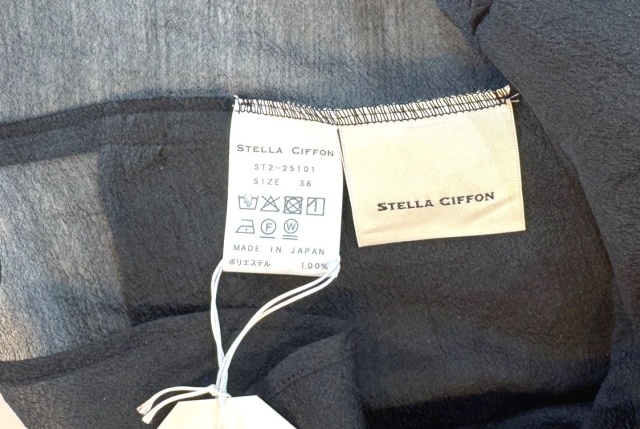 STELLA CIFFON
ST2-25101
SIZE 36
F W
MADE IN JAPAN
ポリエステル 100%
STELLA CIFFON